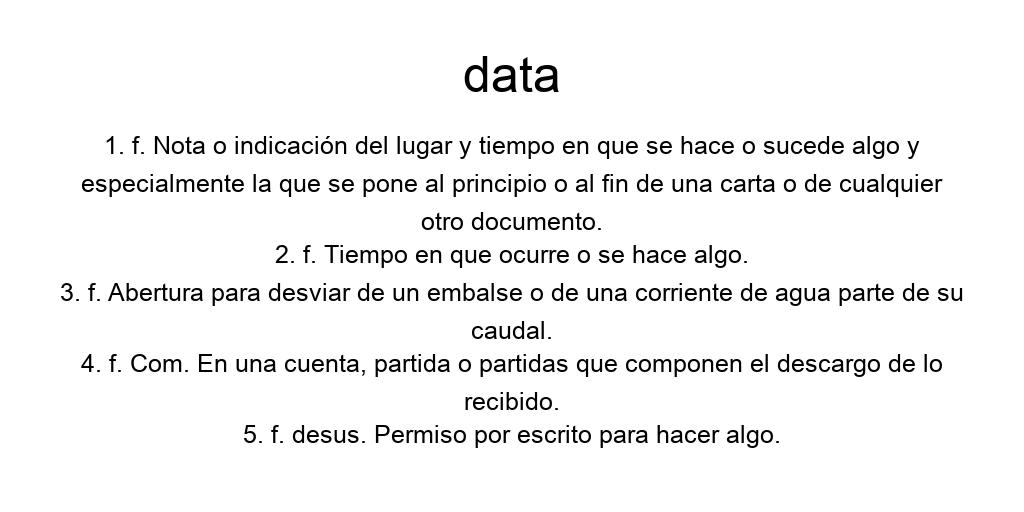 data
1. f. Nota o indicación del lugar y tiempo en que se hace o sucede algo y
especialmente la que se pone al principio o al fin de una carta o de cualquier
otro documento.
2. f. Tiempo en que ocurre o se hace algo.
3. f. Abertura para desviar de un embalse o de una corriente de agua parte de su
caudal.
4. f. Com. En una cuenta, partida o partidas que componen el descargo de lo
recibido.
5. f. desus. Permiso por escrito para hacer algo.